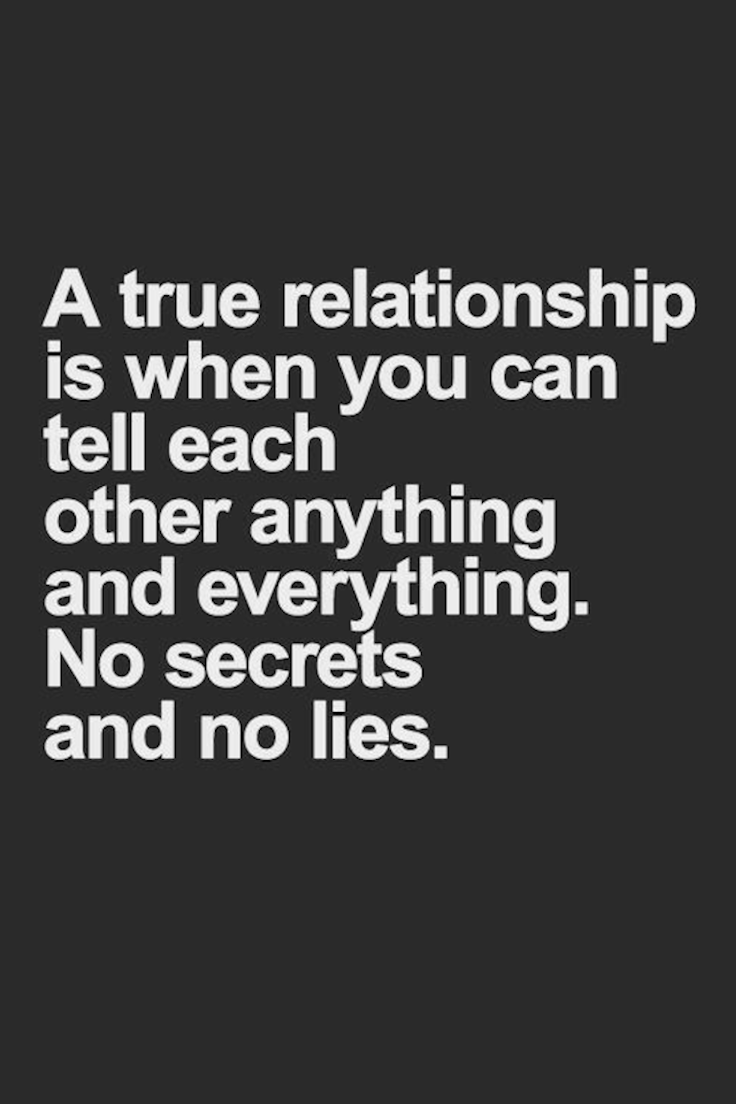 A true relationship
is when you can
tell each
other anything
and everything.
No secrets
and no lies.